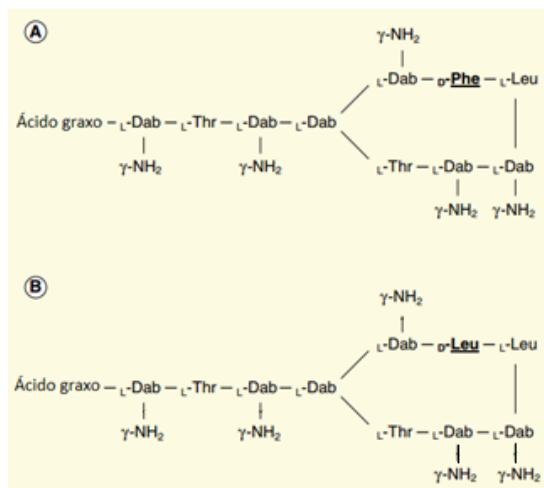 A
γ-NH₂
L-Dab — D-Phe — L-Leu
Ácido graxo — L-Dab — L-Thr — L-Dab — L-Dab
γ-NH₂ γ-NH₂
L-Thr — L-Dab — L-Dab
γ-NH₂ γ-NH₂
B
γ-NH₂
L-Dab — D-Leu — L-Leu
Ácido graxo — L-Dab — L-Thr — L-Dab — L-Dab
γ-NH₂ γ-NH₂
L-Thr — L-Dab — L-Dab
γ-NH₂ γ-NH₂